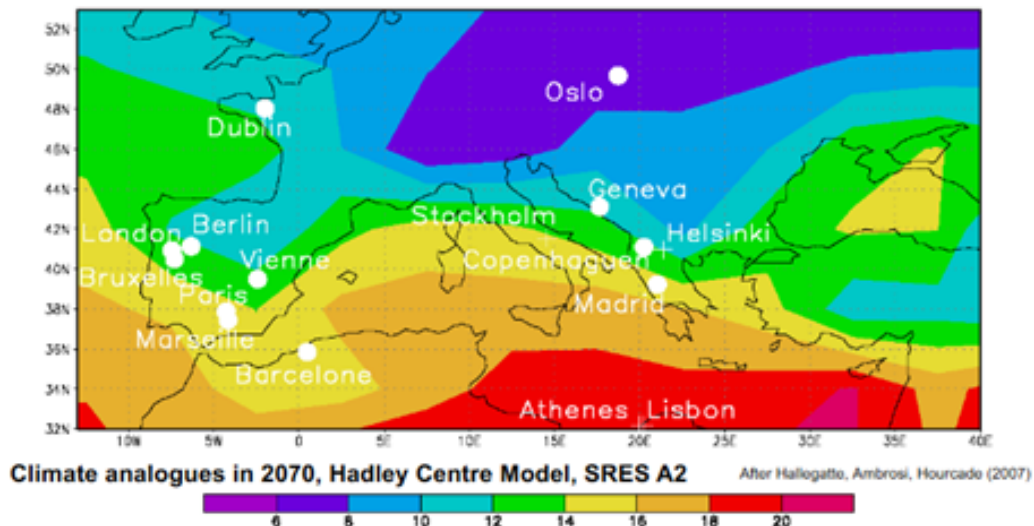 52N
50N
48N
46N
44N
42N
40N
38N
36N
34N
32N
Oslo
Dublin
Geneva
Stockholm
London Berlin
Helsinki
Bruxelles Vienne
Copenhaguen
Paris
Madrid
Marseille
Barcelone
Athenes Lisbon
10W 5W 0 5E 10E 15E 20E 25E 30E 35E 40E
Climate analogues in 2070, Hadley Centre Model, SRES A2
After Hallegatte, Ambrosi, Hourcade (2007)
6 8 10 12 14 16 18 20